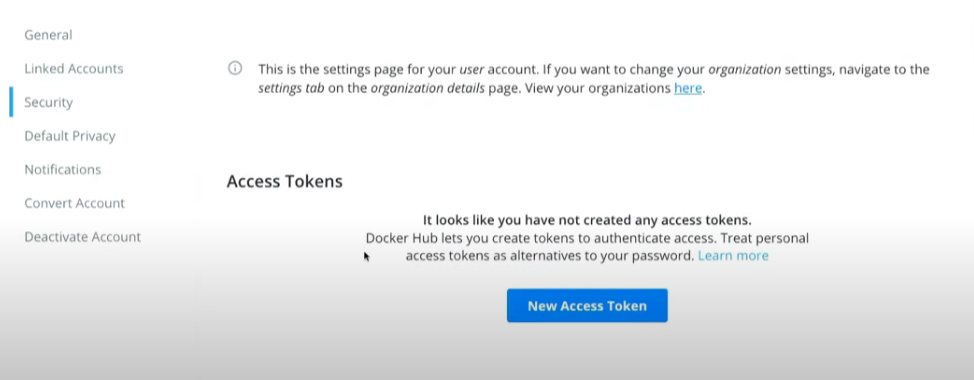 General
Linked Accounts
Security
Default Privacy
Notifications
Convert Account
Deactivate Account
This is the settings page for your user account. If you want to change your organization settings, navigate to the
settings tab on the organization details page. View your organizations here.
Access Tokens
It looks like you have not created any access tokens.
Docker Hub lets you create tokens to authenticate access. Treat personal
access tokens as alternatives to your password. Learn more
New Access Token